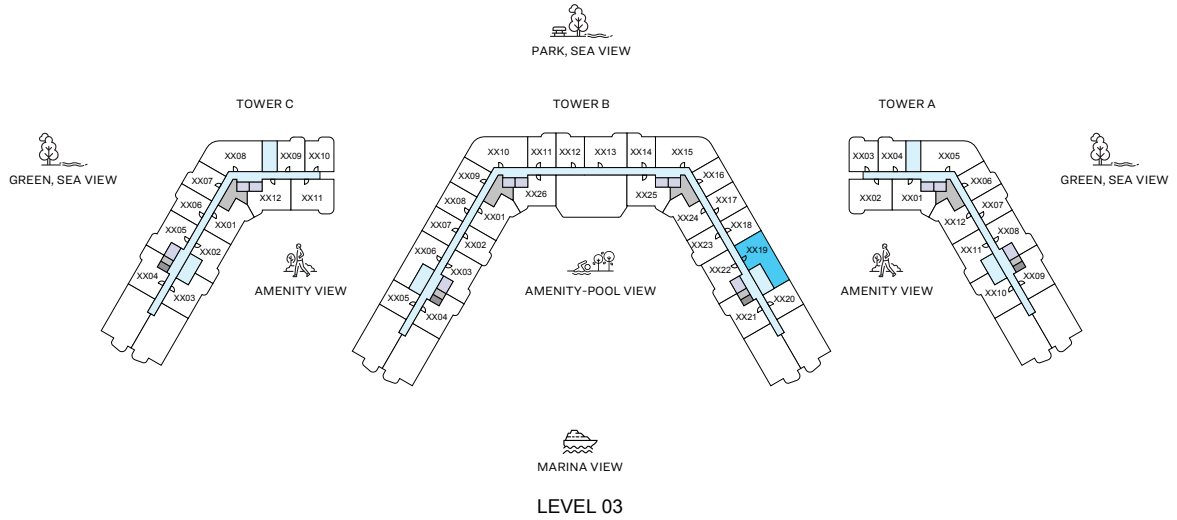 PARK, SEA VIEW
TOWER C
TOWER B
TOWER A
GREEN, SEA VIEW
GREEN, SEA VIEW
XX08
XX09
XX10
XX07
XX06
XX05
XX04
XX12
XX11
XX01
XX02
XX03
AMENITY VIEW
XX10
XX11
XX12
XX13
XX14
XX15
XX09
XX08
XX07
XX06
XX05
XX26
XX25
XX01
XX02
XX03
XX04
XX16
XX17
XX18
XX19
XX20
XX24
XX23
XX22
XX21
AMENITY-POOL VIEW
XX03
XX04
XX05
XX02
XX01
XX06
XX07
XX08
XX09
XX12
XX11
XX10
AMENITY VIEW
MARINA VIEW
LEVEL 03